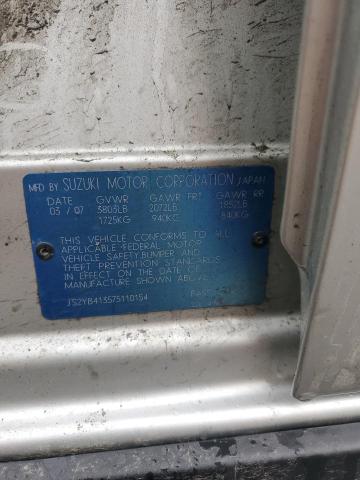 MFD BY SUZUKI MOTOR CORPORATION JAPAN
DATE GVWR GAWR FRT GAWR RR
03 / 07 3803LB 2072LB 1852LB
1725KG 940KG 840KG
THIS VEHICLE CONFORMS TO ALL
APPLICABLE FEDERAL MOTOR
VEHICLE SAFETY, BUMPER AND
THEFT PREVENTION STANDARDS
IN EFFECT ON THE DATE OF
MANUFACTURE SHOWN ABOVE.
JS2YB413575110154